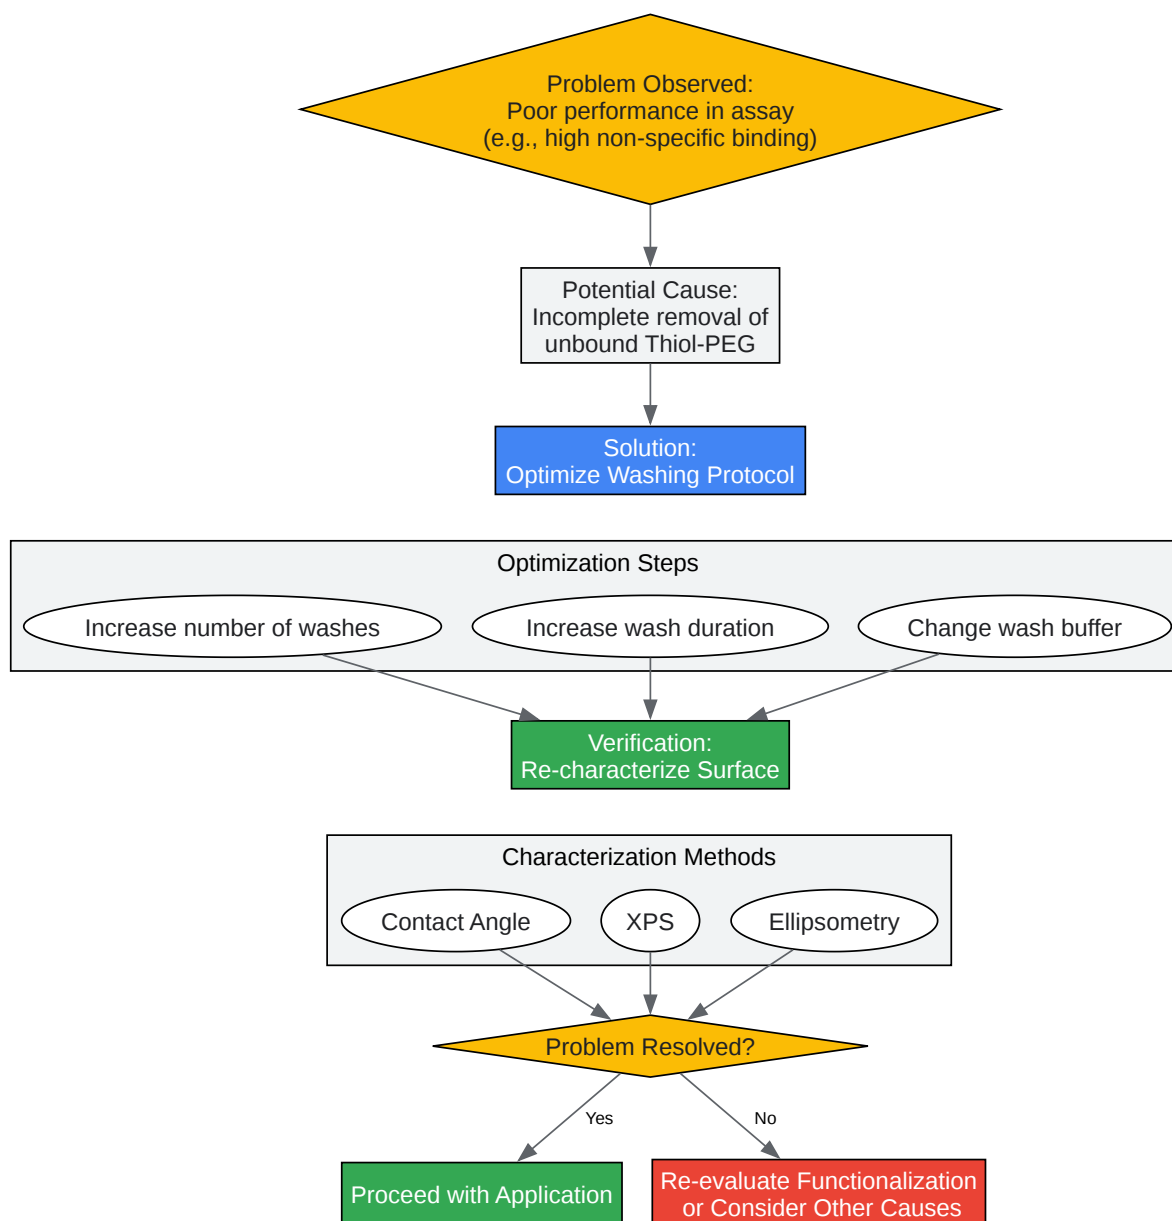 Problem Observed:
Poor performance in assay
(e.g., high non-specific binding)
Potential Cause:
Incomplete removal of
unbound Thiol-PEG
Solution:
Optimize Washing Protocol
Optimization Steps
Increase number of washes
Increase wash duration
Change wash buffer
Verification:
Re-characterize Surface
Characterization Methods
Contact Angle
XPS
Ellipsometry
Problem Resolved?
Yes
No
Proceed with Application
Re-evaluate Functionalization
or Consider Other Causes